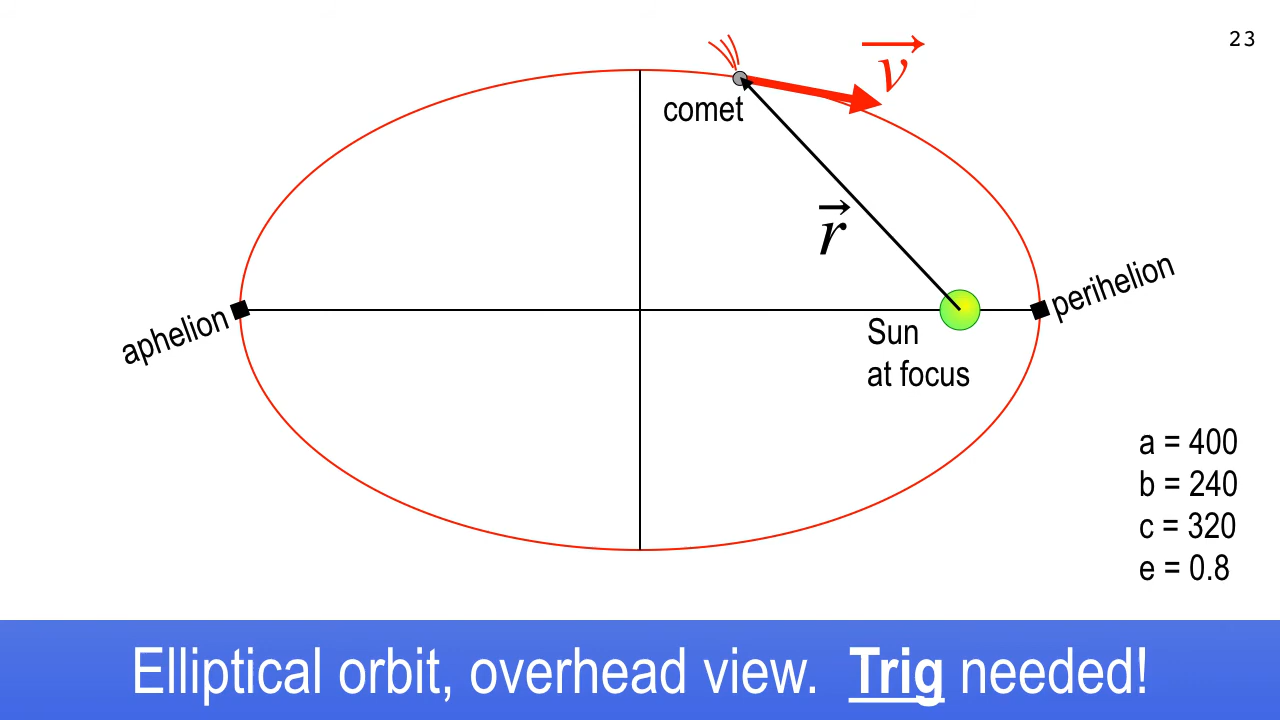 23
v
comet
r
perihelion
aphelion
Sun
at focus
a = 400
b = 240
c = 320
e = 0.8
Elliptical orbit, overhead view. Trig needed!